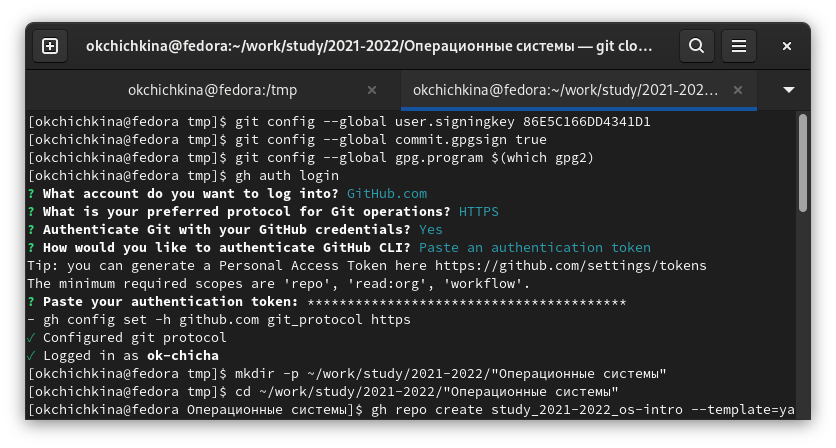 okchichkina@fedora:~/work/study/2021-2022/Операционные системы — git clo...
okchichkina@fedora:/tmp
okchichkina@fedora:~/work/study/2021-202...
[okchichkina@fedora tmp]$ git config --global user.signingkey 86E5C166DD4341D1
[okchichkina@fedora tmp]$ git config --global commit.gpgsign true
[okchichkina@fedora tmp]$ git config --global gpg.program $(which gpg2)
[okchichkina@fedora tmp]$ gh auth login
? What account do you want to log into? GitHub.com
? What is your preferred protocol for Git operations? HTTPS
? Authenticate Git with your GitHub credentials? Yes
? How would you like to authenticate GitHub CLI? Paste an authentication token
Tip: you can generate a Personal Access Token here https://github.com/settings/tokens
The minimum required scopes are 'repo', 'read:org', 'workflow'.
? Paste your authentication token: ****************************************
- gh config set -h github.com git_protocol https
✓ Configured git protocol
✓ Logged in as ok-chicha
[okchichkina@fedora tmp]$ mkdir -p ~/work/study/2021-2022/"Операционные системы"
[okchichkina@fedora tmp]$ cd ~/work/study/2021-2022/"Операционные системы"
[okchichkina@fedora Операционные системы]$ gh repo create study_2021-2022_os-intro --template=ya